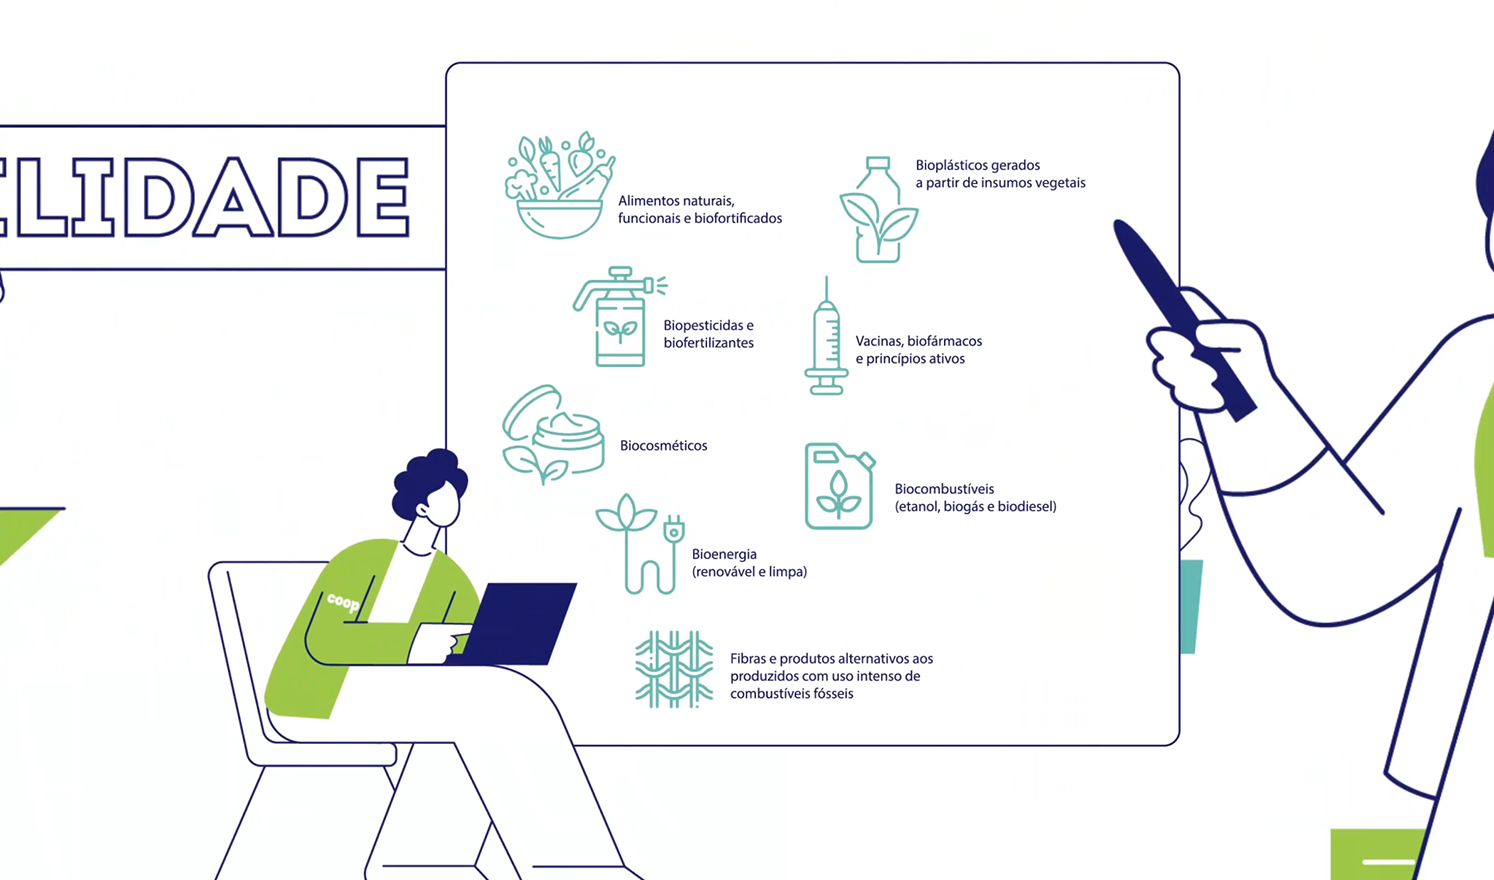 ILIDADE
Alimentos naturais,
funcionais e biofortificados
Bioplásticos gerados
a partir de insumos vegetais
Biopesticidas e
biofertilizantes
Vacinas, biofármacos
e princípios ativos
Biocosméticos
Biocombustíveis
(etanol, biogás e biodiesel)
Bioenergia
(renovável e limpa)
coop
Fibras e produtos alternativos aos
produzidos com uso intenso de
combustíveis fósseis